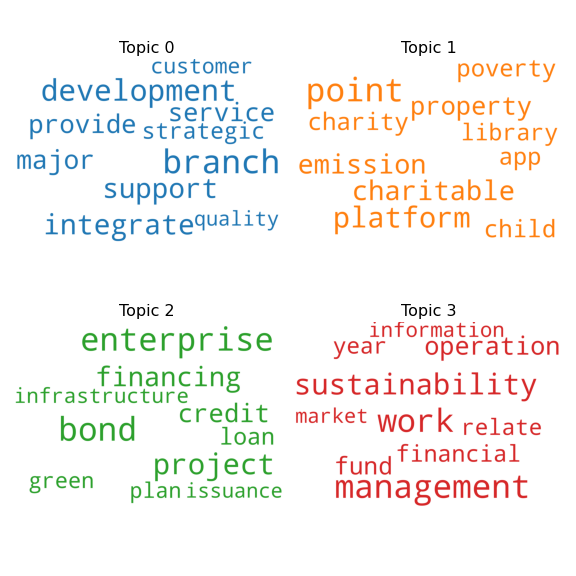 Topic 0
customer
development
service
provide
strategic
major
branch
support
integrate
quality
Topic 1
poverty
point
property
charity
library
app
emission
charitable
platform
child
Topic 2
enterprise
financing
infrastructure
credit
bond
loan
project
green
plan
issuance
Topic 3
information
year
operation
sustainability
market
work
relate
financial
fund
management